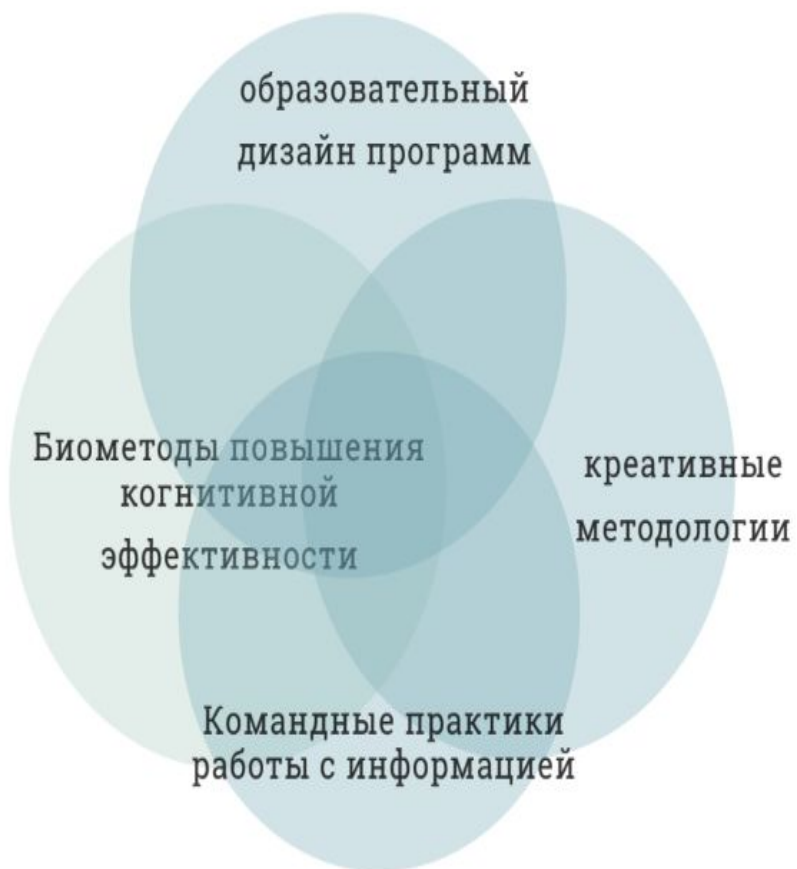 образовательный
дизайн программ
Биометоды повышения
когнитивной
эффективности
креативные
методологии
Командные практики
работы с информацией